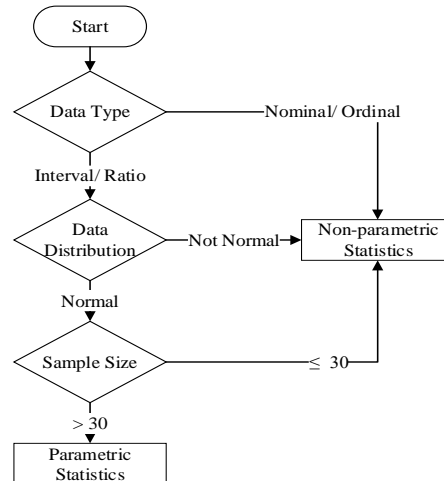 Start
Data Type
Nominal/ Ordinal
Interval/ Ratio
Data
Distribution
Not Normal
Non-parametric
Statistics
Normal
Sample Size
≤ 30
> 30
Parametric
Statistics